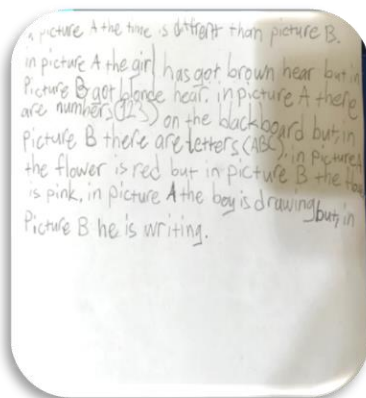 picture A the time is diffrent than picture B.
in picture A the girl has got brown hear but in
Picture B got blonde hear. in picture A there
are numbers (123) on the blackboard but, in
picture B there are letters (ABC). in picture A
the flower is red but in picture B the
is pink, in picture A the boy is drawing but, in
Picture B he is writing.